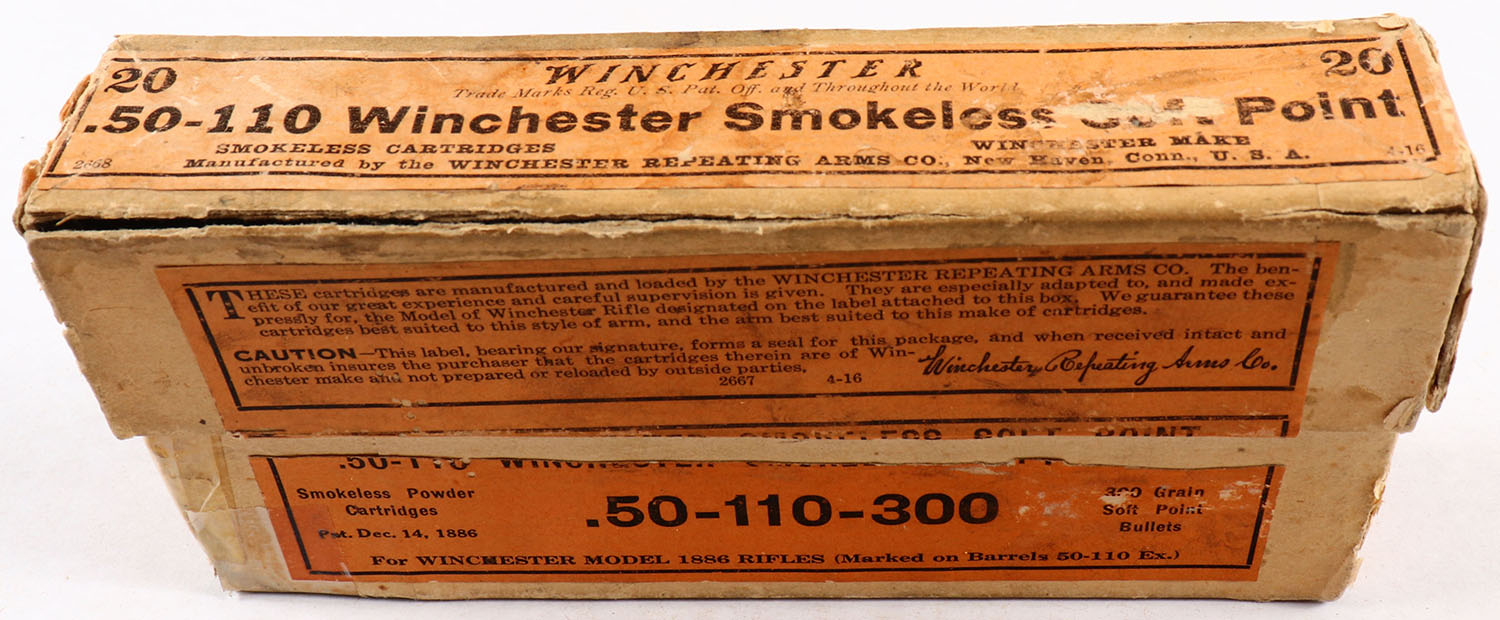 20 WINCHESTER 20
Trade Marks Reg. U. S. Pat. Off. and Throughout the World
.50-110 Winchester Smokeless Soft Point
SMOKELESS CARTRIDGES WINCHESTER MAKE
2668 Manufactured by the WINCHESTER REPEATING ARMS CO., New Haven, Conn., U. S. A. 4-16
THESE cartridges are manufactured and loaded by the WINCHESTER REPEATING ARMS CO. The ben-
efit of our great experience and careful supervision is given. They are especially adapted to, and made ex-
pressly for, the Model of Winchester Rifle designated on the label attached to this box. We guarantee these
cartridges best suited to this style of arm, and the arm best suited to this make of cartridges.
CAUTION—This label, bearing our signature, forms a seal for this package, and when received intact and
unbroken insures the purchaser that the cartridges therein are of Win-
chester make and not prepared or reloaded by outside parties. 2667 4-16
Winchester Repeating Arms Co.
SMOKELESS SOFT POINT
.50-110 WINCHESTER
Smokeless Powder
Cartridges
Pat. Dec. 14, 1886
.50-110-300
300 Grain
Soft Point
Bullets
For WINCHESTER MODEL 1886 RIFLES (Marked on Barrels 50-110 Ex.)